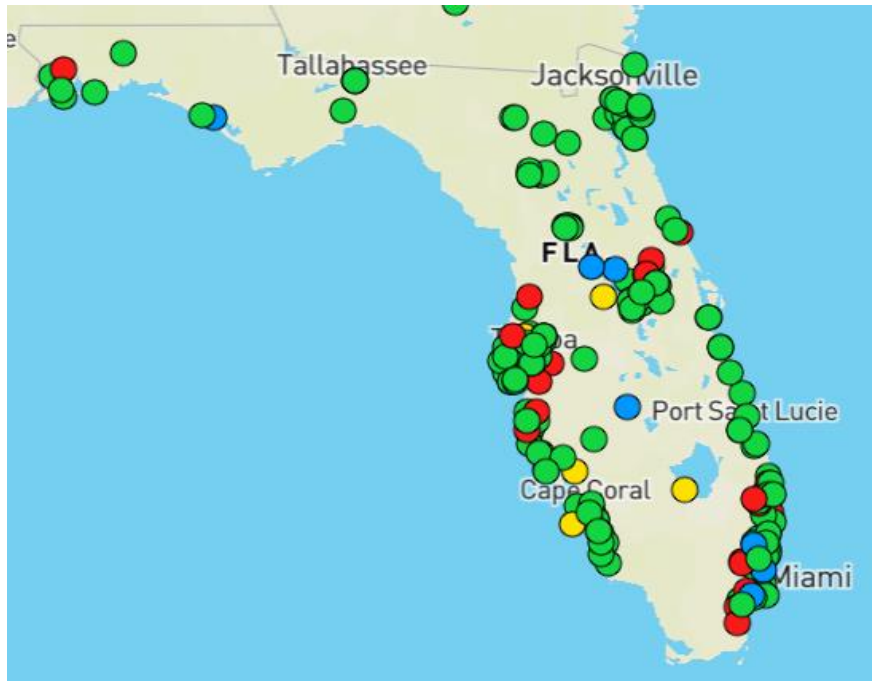 e
Tallahassee
Jacksonville
FLA
Port Saint Lucie
Cape Coral
Miami